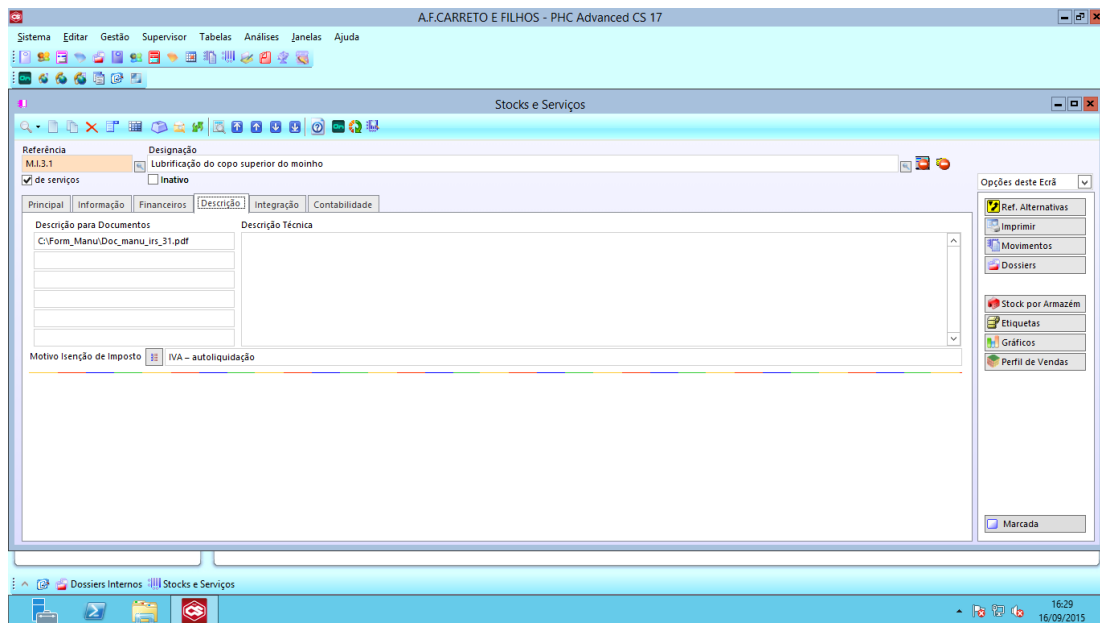 A.F.CARRETO E FILHOS - PHC Advanced CS 17
Sistema Editar Gestão Supervisor Tabelas Análises Janelas Ajuda
Stocks e Serviços
Referência Designação
M.I.3.1 Lubrificação do copo superior do moinho
de serviços Inativo
Opções deste Ecrã
Principal Informação Financeiros Descrição Integração Contabilidade
Descrição para Documentos Descrição Técnica
C:\Form_Manu\Doc_manu_irs_31.pdf
Motivo Isenção de Imposto IVA – autoliquidação
Ref. Alternativas
Imprimir
Movimentos
Dossiers
Stock por Armazém
Etiquetas
Gráficos
Perfil de Vendas
Marcada
Dossiers Internos Stocks e Serviços
CS
16:29
16/09/2015